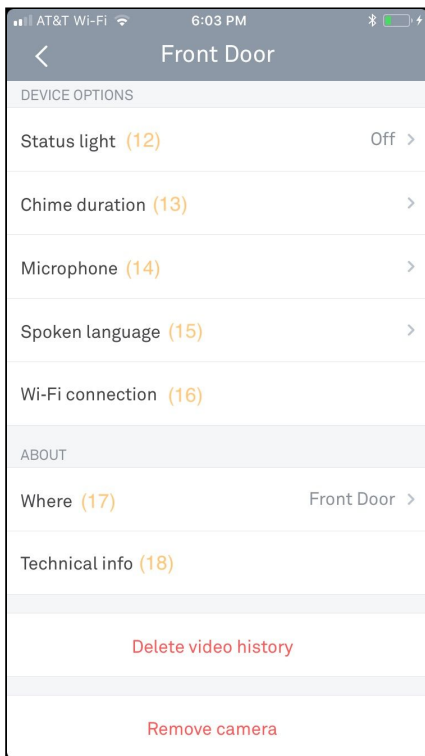 AT&T Wi-Fi 6:03 PM
Front Door
DEVICE OPTIONS
Status light (12) Off
Chime duration (13)
Microphone (14)
Spoken language (15)
Wi-Fi connection (16)
ABOUT
Where (17) Front Door
Technical info (18)
Delete video history
Remove camera